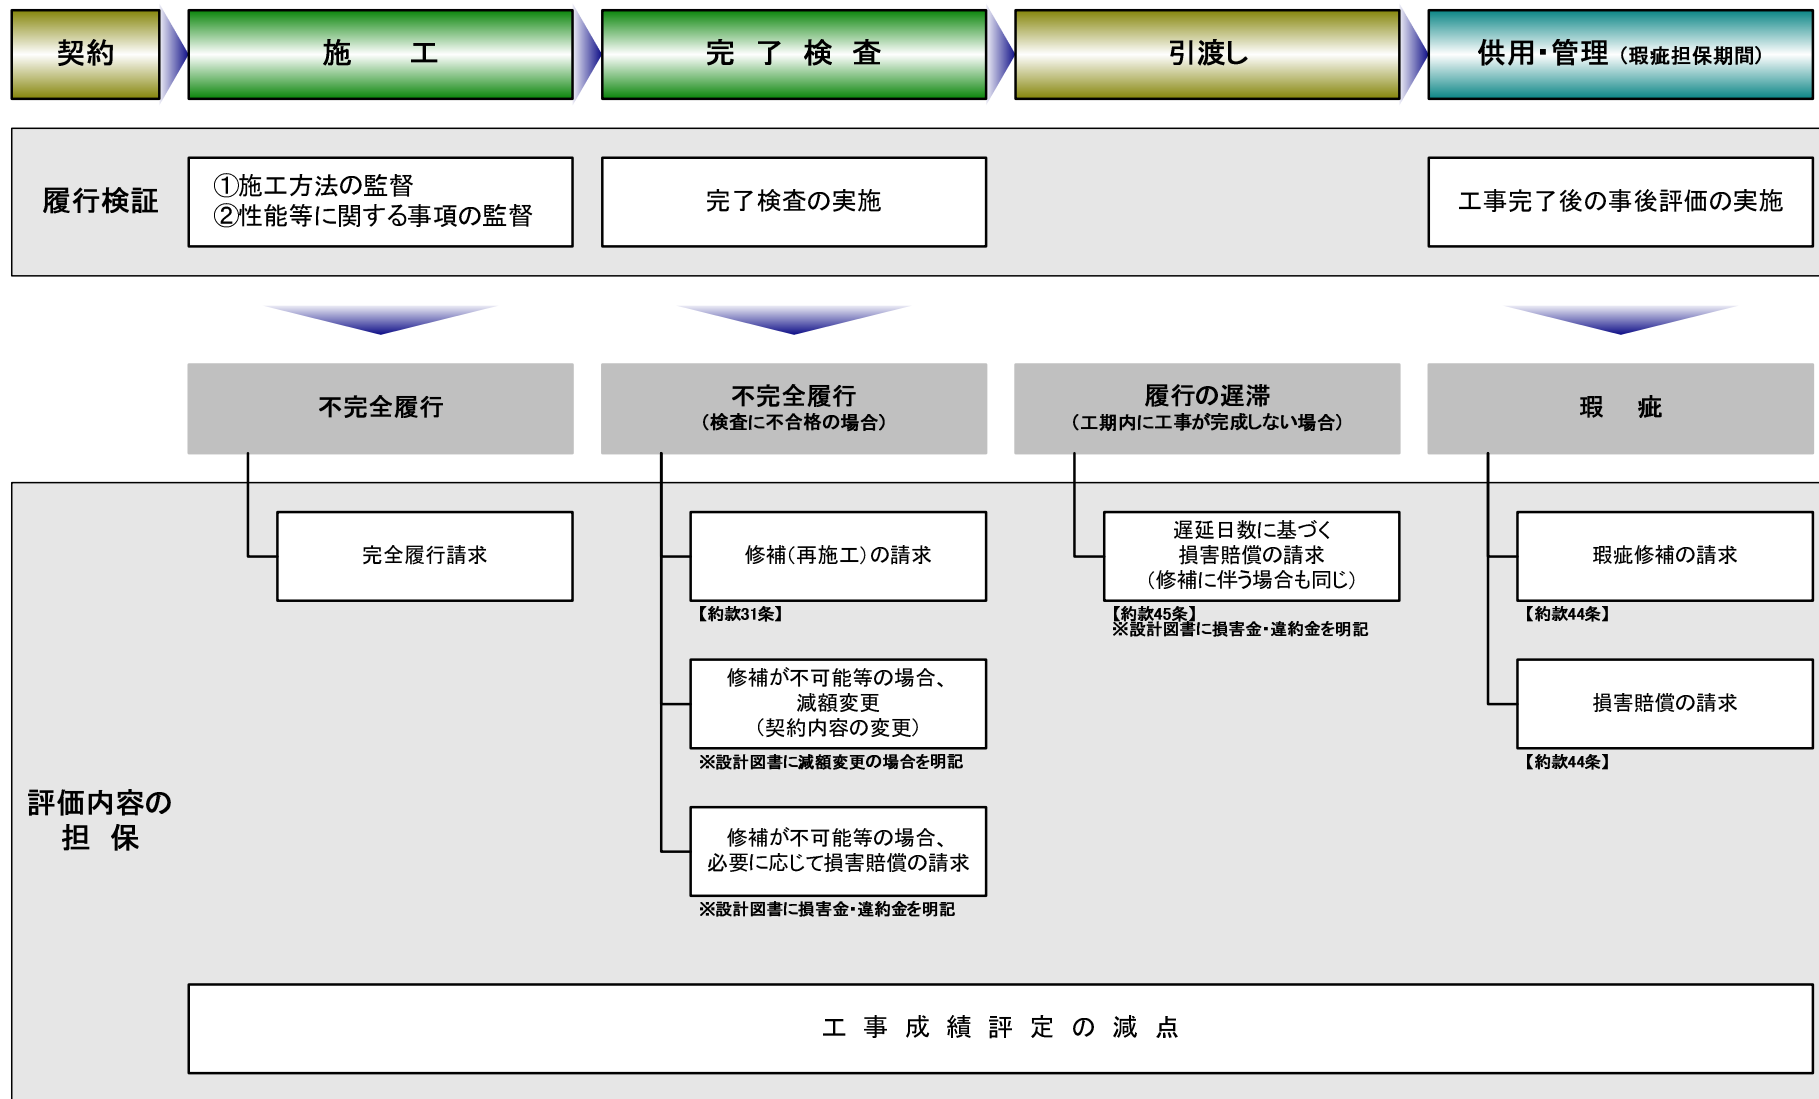 契約
施　　工
完 了 検 査
引渡し
供用・管理（瑕疵担保期間）
履行検証
①施工方法の監督
②性能等に関する事項の監督
完了検査の実施
工事完了後の事後評価の実施
不完全履行
不完全履行
（検査に不合格の場合）
履行の遅滞
（工期内に工事が完成しない場合）
瑕　疵
評価内容の
担 保
完全履行請求
修補（再施工）の請求
【約款31条】
修補が不可能等の場合、
減額変更
（契約内容の変更）
※設計図書に減額変更の場合を明記
修補が不可能等の場合、
必要に応じて損害賠償の請求
※設計図書に損害金・違約金を明記
遅延日数に基づく
損害賠償の請求
（修補に伴う場合も同じ）
【約款45条】
※設計図書に損害金・違約金を明記
瑕疵修補の請求
【約款44条】
損害賠償の請求
【約款44条】
工 事 成 績 評 定 の 減 点